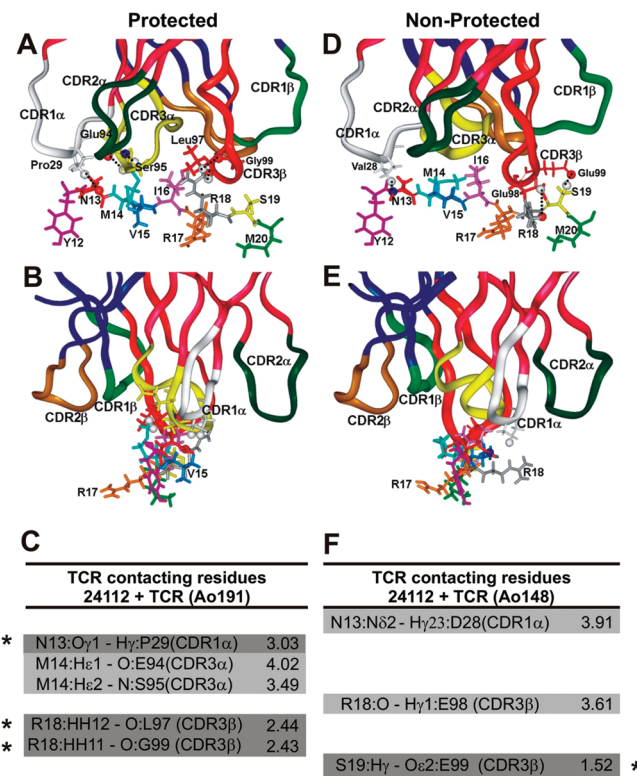 Protected
Non-Protected
A
CDR2α
CDR1α
CDR3α
CDR1β
Glu94
Leu97
Pro29
Ser95
Gly99
CDR3β
I16
N13
M14
R18
S19
V15
Y12
R17
M20
D
CDR1β
CDR2α
CDR1α
CDR3α
CDR3β
I16
Val28
M14
Glu99
Glu98
S19
N13
V15
Y12
R17
R18
M20
B
CDR2α
CDR2β
CDR1β
CDR1α
V15
R17
E
CDR2α
CDR2β
CDR1β
CDR1α
R17
R18
C
TCR contacting residues
24112 + TCR (Ao191)
* N13:Oγ1 - Hγ:P29(CDR1α) 3.03
M14:Hε1 - O:E94(CDR3α) 4.02
M14:Hε2 - N:S95(CDR3α) 3.49
* R18:HH12 - O:L97 (CDR3β) 2.44
* R18:HH11 - O:G99 (CDR3β) 2.43
F
TCR contacting residues
24112 + TCR (Ao148)
N13:Nδ2 - Hγ23:D28(CDR1α) 3.91
R18:O - Hγ1:E98 (CDR3β) 3.61
S19:Hγ - Oε2:E99 (CDR3β) 1.52 *